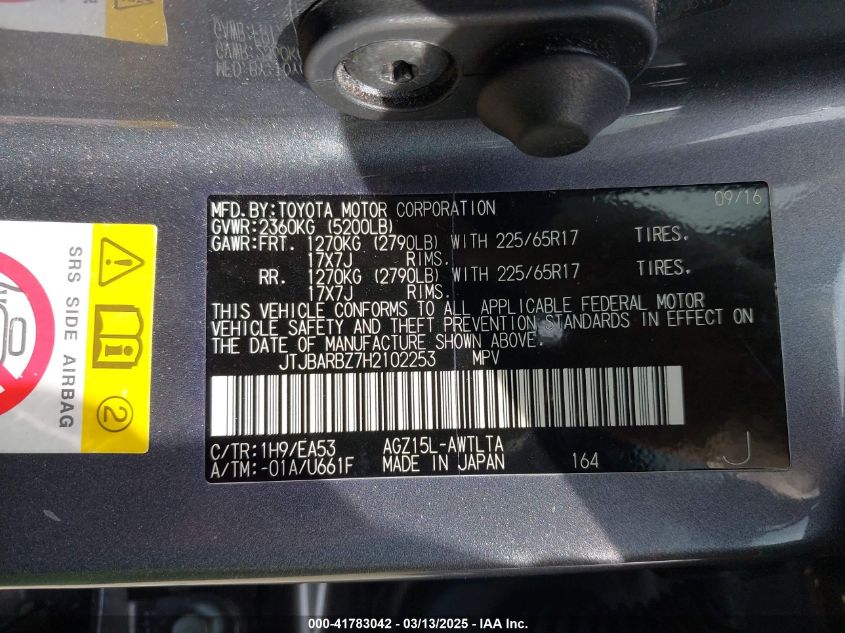 MFD.BY:TOYOTA MOTOR CORPORATION 09/16
GVWR:2360KG (5200LB)
GAWR:FRT. 1270KG (2790LB) WITH 225/65R17 TIRES.
17X7J RIMS.
RR. 1270KG (2790LB) WITH 225/65R17 TIRES.
17X7J RIMS.
THIS VEHICLE CONFORMS TO ALL APPLICABLE FEDERAL MOTOR
VEHICLE SAFETY AND THEFT PREVENTION STANDARDS IN EFFECT ON
THE DATE OF MANUFACTURE SHOWN ABOVE.
JTJBARBZ7H2102253 MPV
C/TR:1H9/EA53 AGZ15L-AWTLTA
A/TM:-01A/U661F MADE IN JAPAN 164 J
SRS SIDE AIRBAG
2
000-41783042 - 03/13/2025 - © IAA, Inc.